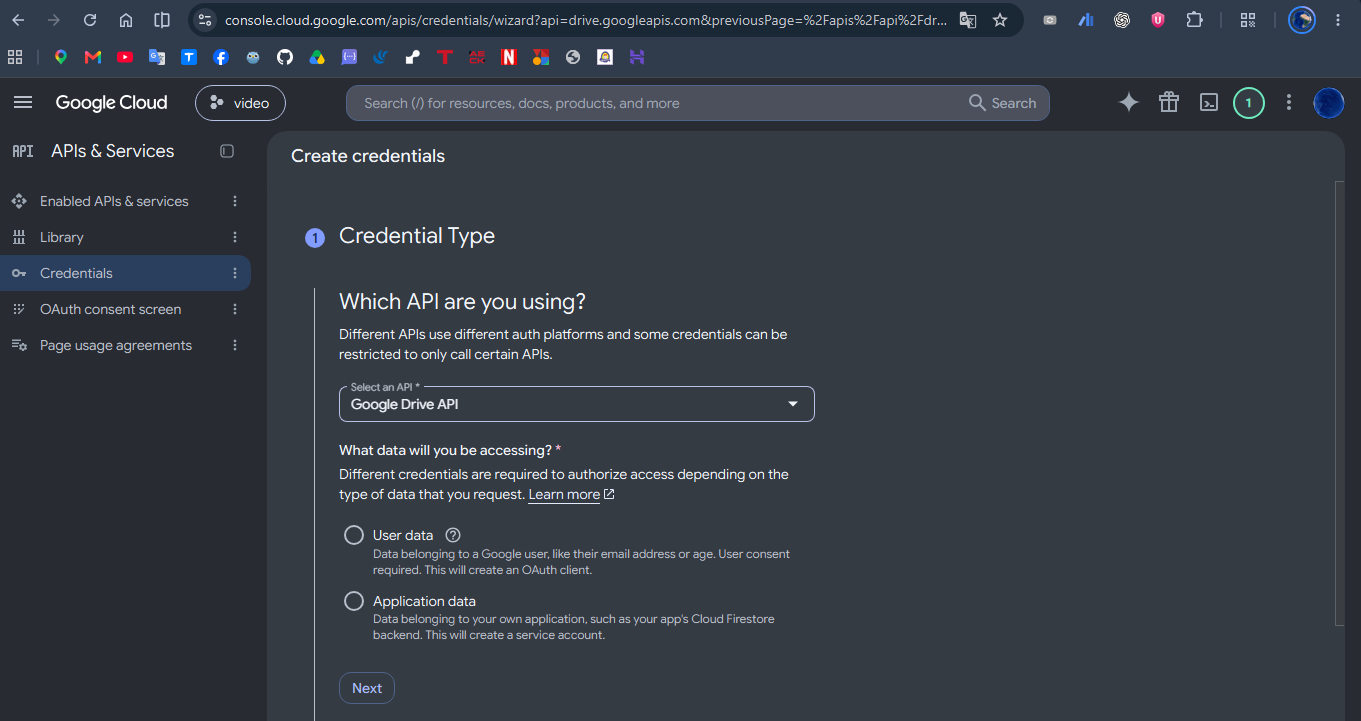 console.cloud.google.com/apis/credentials/wizard?api=drive.googleapis.com&previousPage=%2Fapis%2Fapi%2Fdr...
Google Cloud
video
Search (/) for resources, docs, products, and more
Search
1
API
APIs & Services
Create credentials
Enabled APIs & services
Library
Credentials
OAuth consent screen
Page usage agreements
1
Credential Type
Which API are you using?
Different APIs use different auth platforms and some credentials can be
restricted to only call certain APIs.
Select an API *
Google Drive API
What data will you be accessing? *
Different credentials are required to authorize access depending on the
type of data that you request. Learn more
User data
Data belonging to a Google user, like their email address or age. User consent
required. This will create an OAuth client.
Application data
Data belonging to your own application, such as your app's Cloud Firestore
backend. This will create a service account.
Next